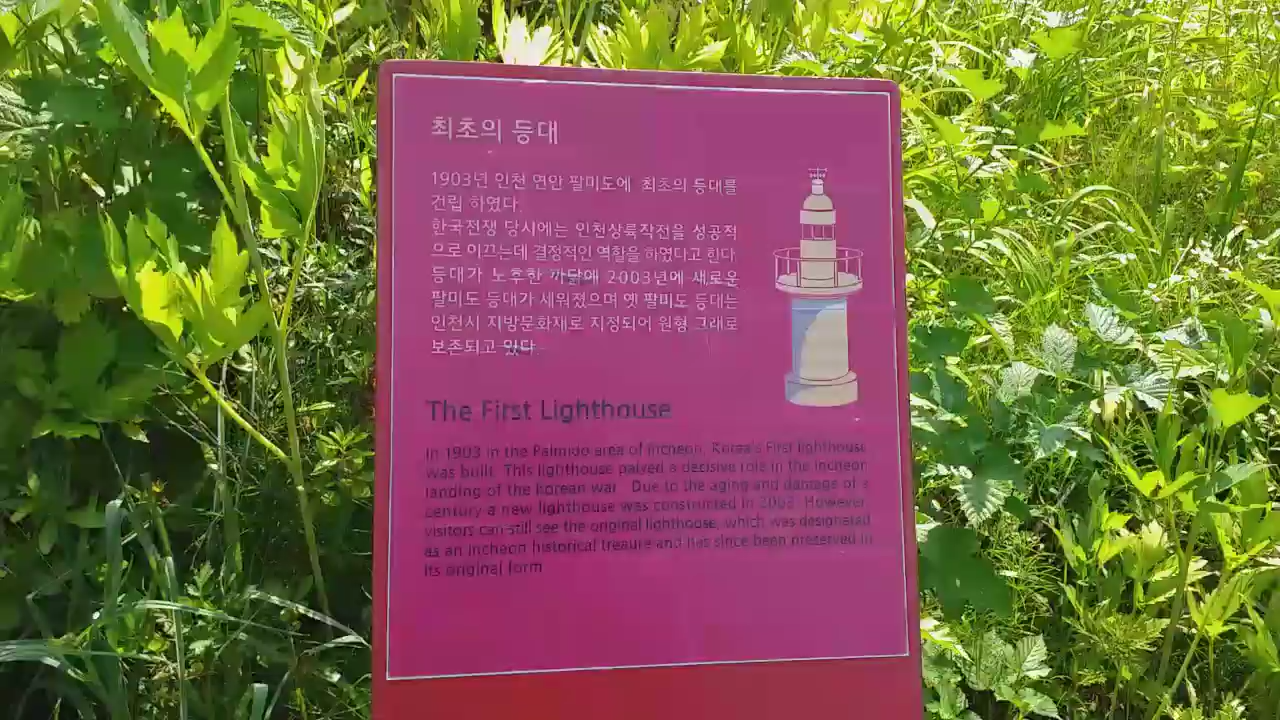 최초의 등대
1903년 인천 연안 팔미도에 최초의 등대를
건립 하였다.
한국전쟁 당시에는 인천상륙작전을 성공적
으로 이끄는데 결정적인 역할을 하였다고 한다.
등대가 노후한 까닭에 2003년에 새로운
팔미도 등대가 세워졌으며 옛 팔미도 등대는
인천시 지방문화재로 지정되어 원형 그대로
보존되고 있다.
The First Lighthouse
In 1903 in the Palmido area of Incheon, Korea's First lighthouse
was built. This lighthouse palyed a decisive role in the Incheon
landing of the korean war. Due to the aging and damage of a
century a new lighthouse was constructed in 2003. However,
visitors can still see the original lighthouse, which was designated
as an incheon historical treaure and has since been preserved in
its original form